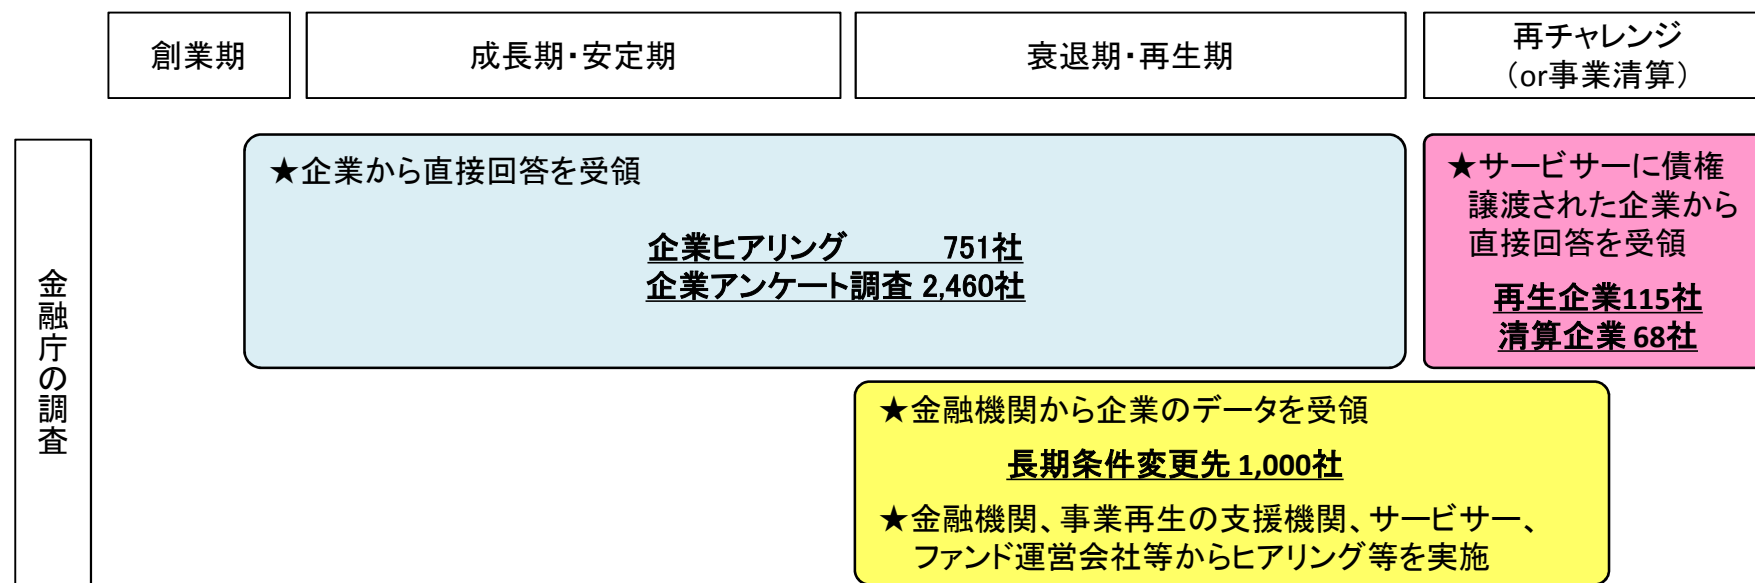 創業期
成長期・安定期
衰退期・再生期
再チャレンジ
(or事業清算)
金融庁の調査
★企業から直接回答を受領
企業ヒアリング 751社
企業アンケート調査 2,460社
★サービサーに債権
譲渡された企業から
直接回答を受領
再生企業115社
清算企業 68社
★金融機関から企業のデータを受領
長期条件変更先 1,000社
★金融機関、事業再生の支援機関、サービサー、
ファンド運営会社等からヒアリング等を実施